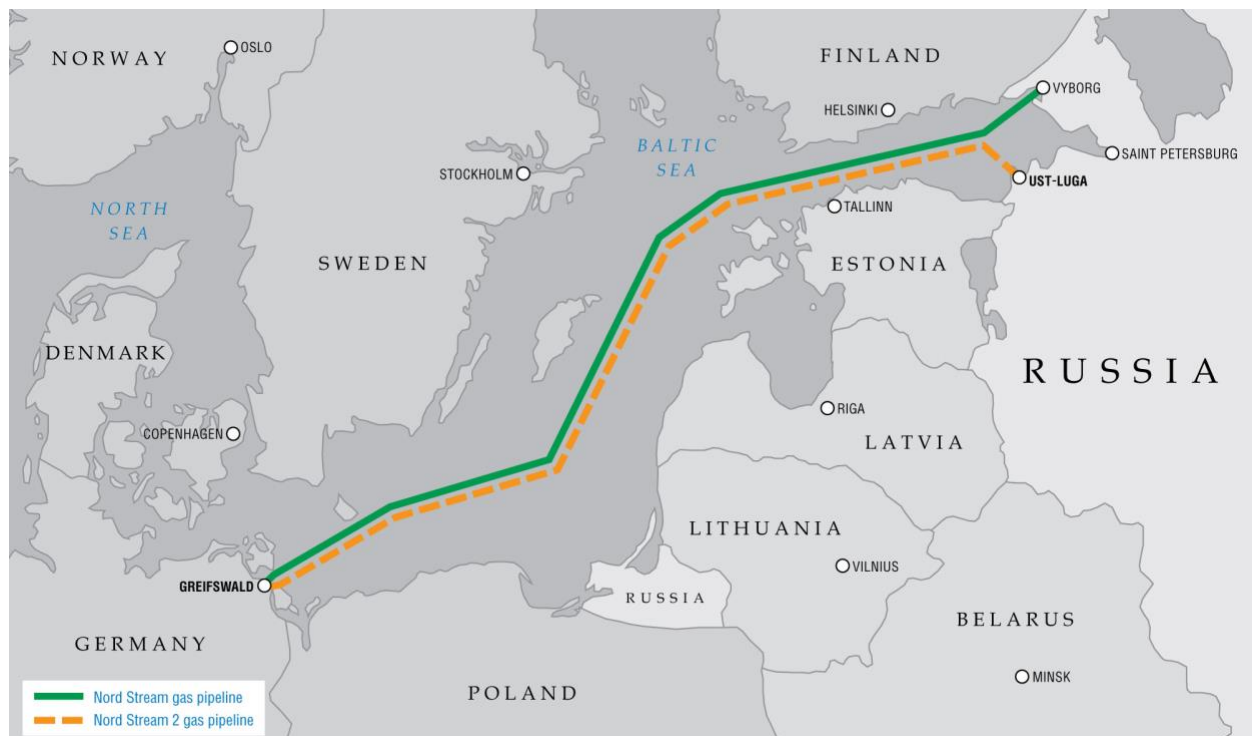 NORWAY
OSLO
FINLAND
VYBORG
HELSINKI
BALTIC
SEA
SAINT PETERSBURG
STOCKHOLM
UST-LUGA
NORTH
SEA
TALLINN
SWEDEN
ESTONIA
DENMARK
RUSSIA
RIGA
COPENHAGEN
LATVIA
LITHUANIA
VILNIUS
GREIFSWALD
RUSSIA
BELARUS
GERMANY
MINSK
POLAND
Nord Stream gas pipeline
Nord Stream 2 gas pipeline